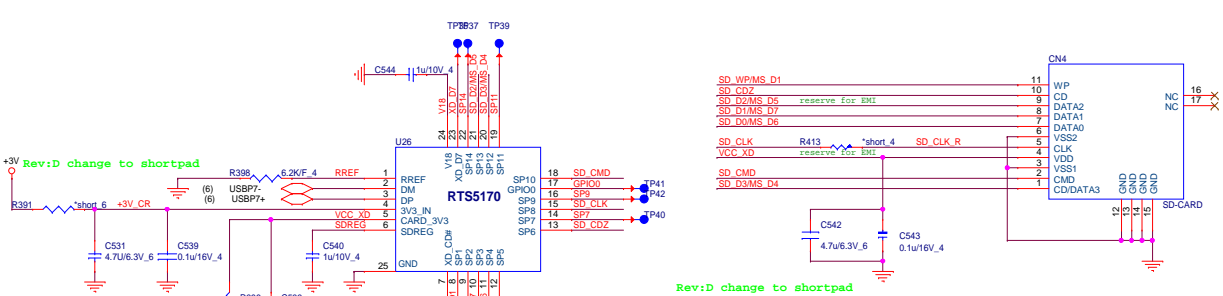 TP38 TP37 TP39
C544 1u/10V_4
V18
XD_D7
SP14
SD_D2/MS_D5
SD_D3/MS_D4
SP11
24 23 22 21 20 19
U26
V18
XD_D7
SP14
SP13
SP12
SP11
+3V
Rev:D change to shortpad
R398 6.2K/F_4 RREF 1 RREF
(6) USBP7- 2 DM
(6) USBP7+ 3 DP
R391 *short_6 +3V_CR 4 3V3_IN
VCC_XD 5 CARD_3V3
SDREG 6 SDREG
RTS5170
SP10 18 SD_CMD
GPIO0 17 GPIO0 TP41
SP9 16 SP9 TP42
SP8 15 SD_CLK
SP7 14 SP7 TP40
SP6 13 SD_CDZ
C531
4.7U/6.3V_6
C539
0.1u/16V_4
C540
1u/10V_4
25 GND
XD_CD#
SP1
SP2
SP3
SP4
SP5
7 8 9 10 11 12
CN4
SD_WP/MS_D1 11 WP
SD_CDZ 10 CD
SD_D2/MS_D5 reserve for EMI 9 DATA2
SD_D1/MS_D7 8 DATA1
SD_D0/MS_D6 7 DATA0
6 VSS2
SD_CLK R413 *short_4 SD_CLK_R 5 CLK
VCC_XD reserve for EMI 4 VDD
3 VSS1
SD_CMD 2 CMD
SD_D3/MS_D4 1 CD/DATA3
NC 16
NC 17
GND GND GND GND
12 13 14 15
SD-CARD
C542
4.7u/6.3V_6
C543
0.1u/16V_4
Rev:D change to shortpad